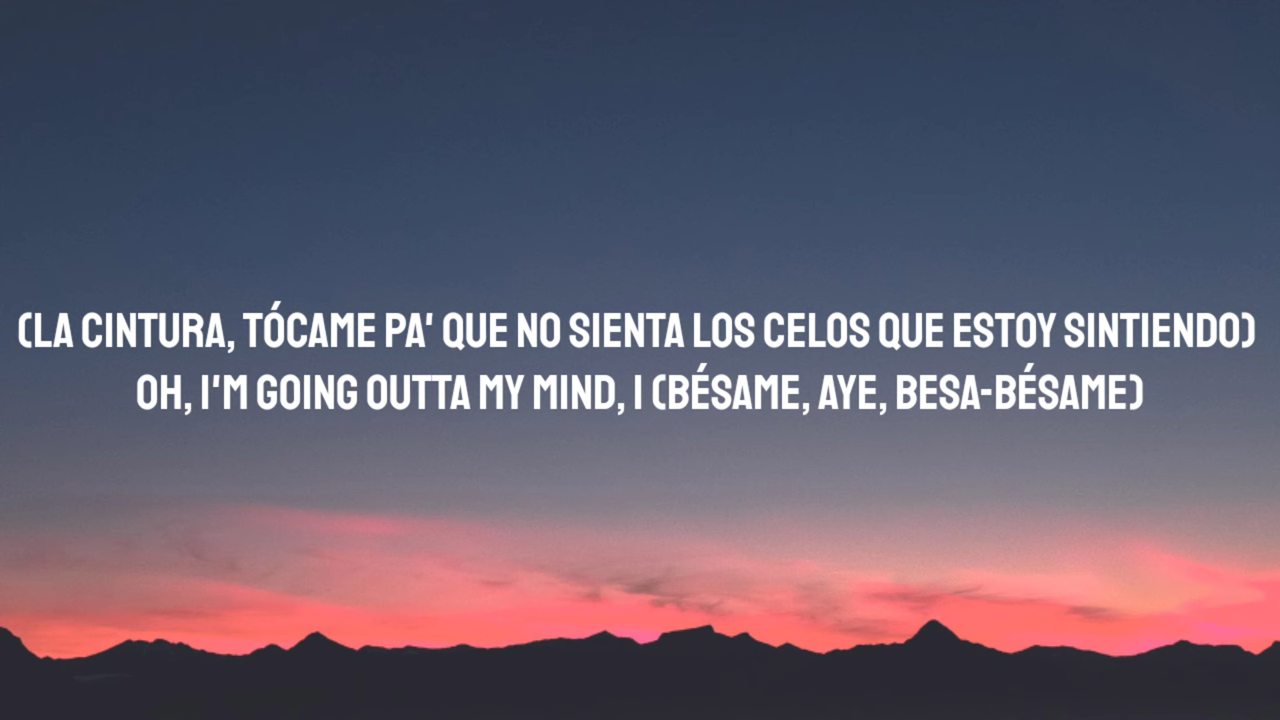 (LA CINTURA, TÓCAME PA' QUE NO SIENTA LOS CELOS QUE ESTOY SINTIENDO)
OH, I'M GOING OUTTA MY MIND, I (BÉSAME, AYE, BESA-BÉSAME)